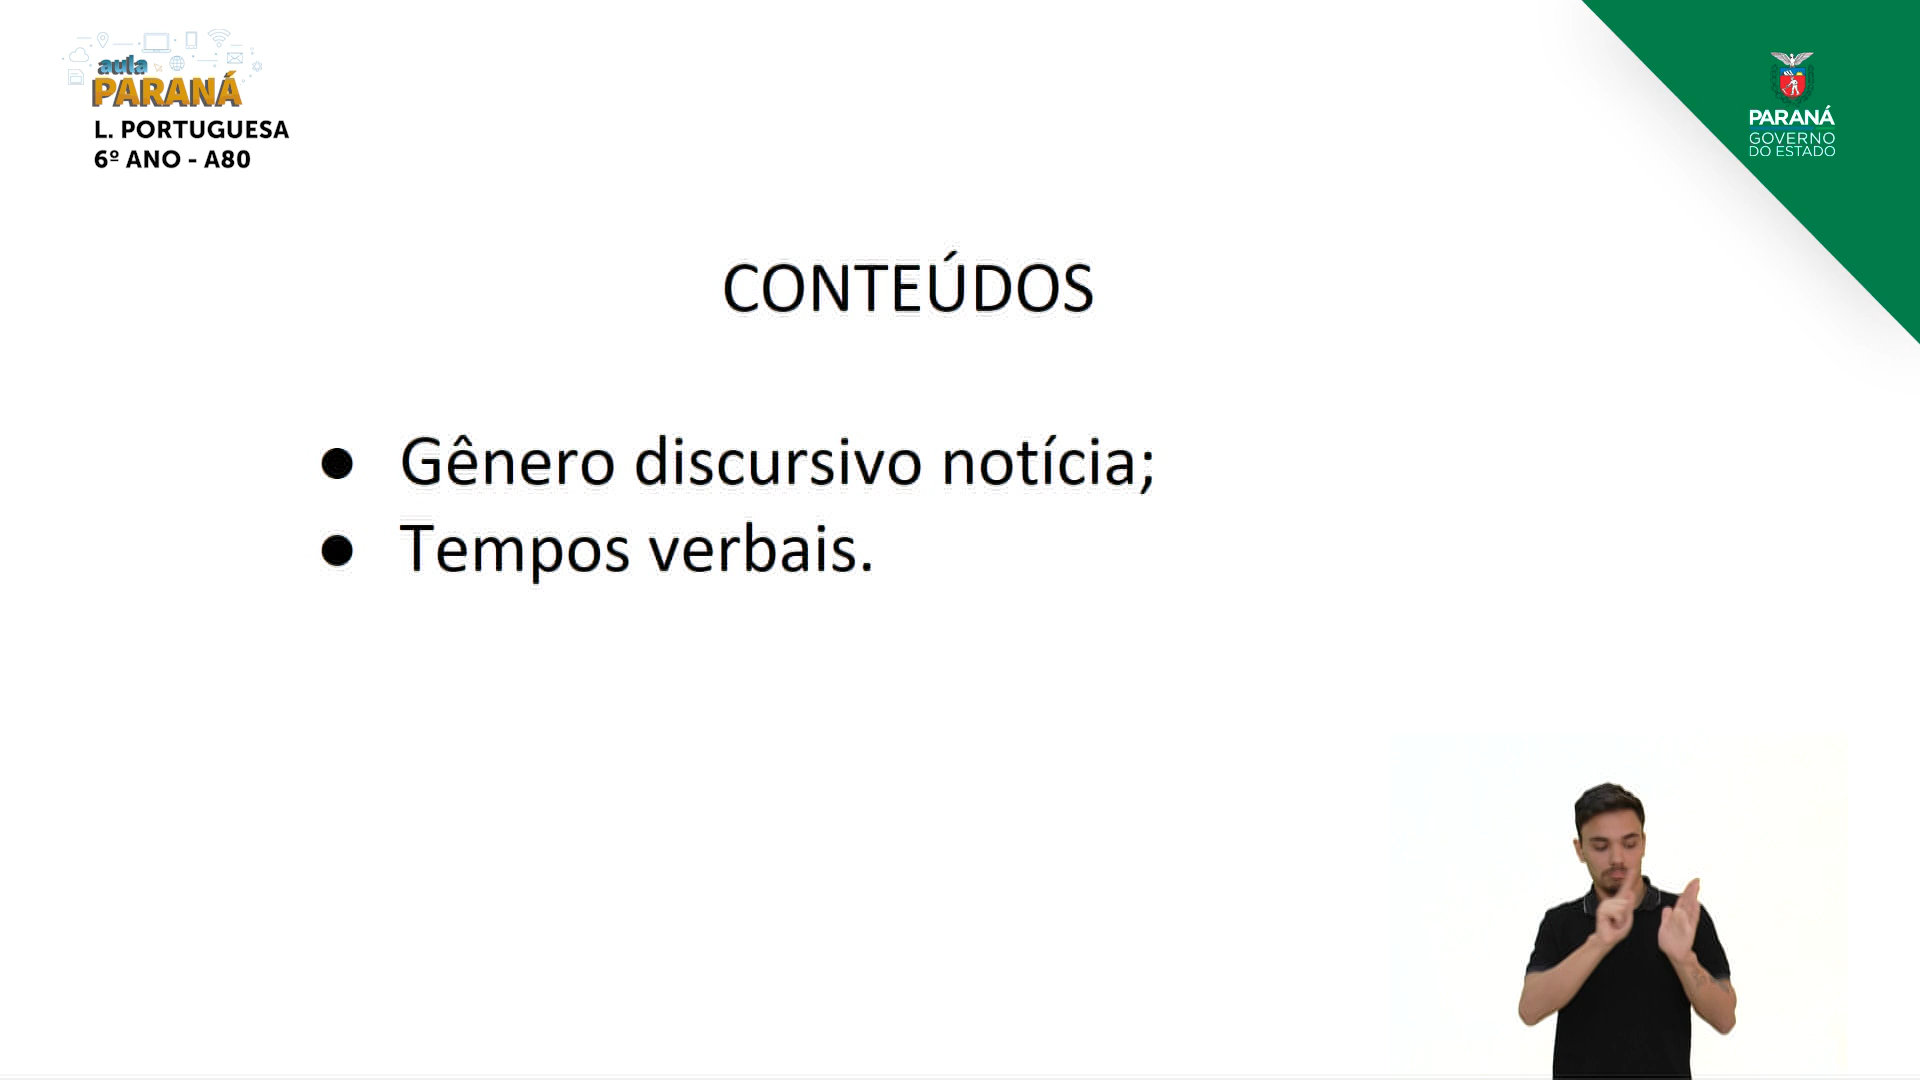 aula
PARANÁ
L. PORTUGUESA
6º ANO - A80
PARANÁ
GOVERNO
DO ESTADO
CONTEÚDOS
● Gênero discursivo notícia;
● Tempos verbais.